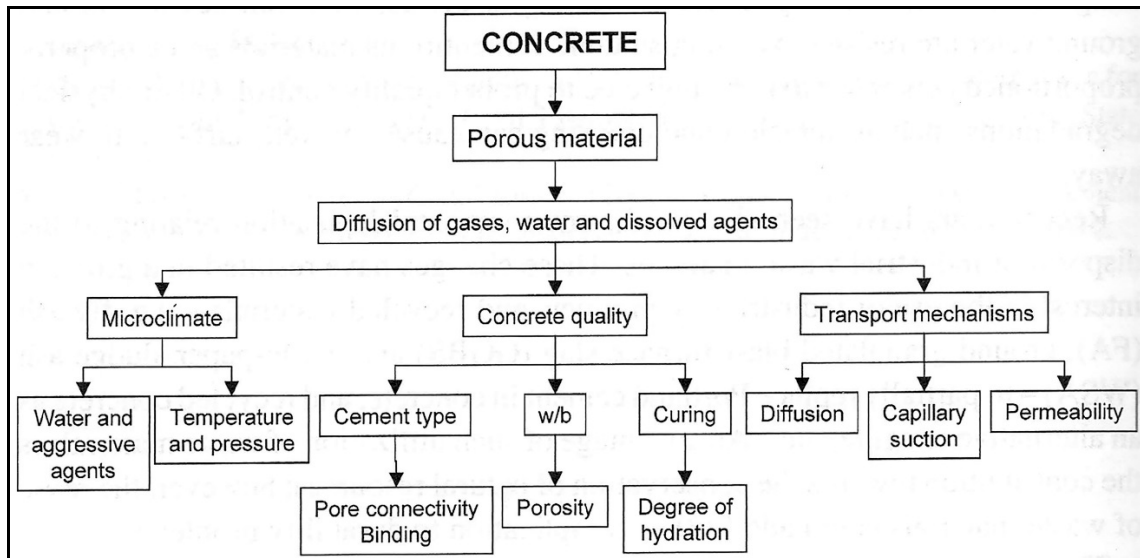 CONCRETE
Porous material
Diffusion of gases, water and dissolved agents
Microclimate
Concrete quality
Transport mechanisms
Water and
aggressive
agents
Temperature
and pressure
Cement type
w/b
Curing
Diffusion
Capillary
suction
Permeability
Pore connectivity
Binding
Porosity
Degree of
hydration